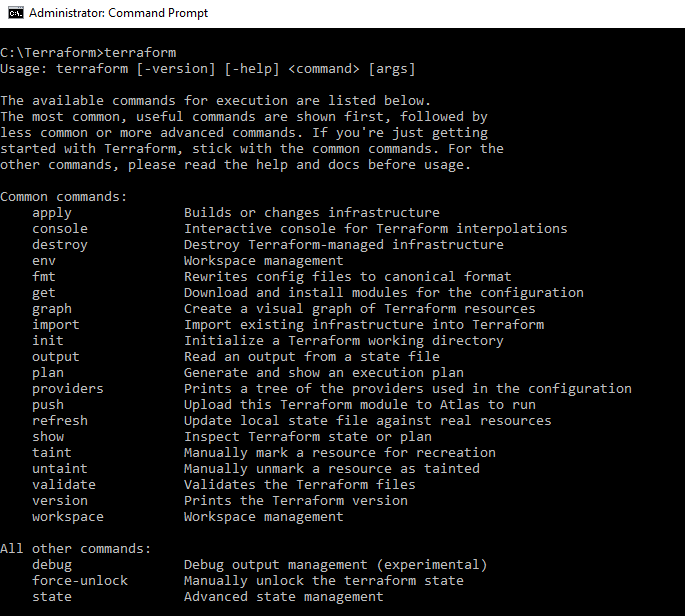 Administrator: Command Prompt
C:\Terraform>terraform
Usage: terraform [-version] [-help] <command> [args]
The available commands for execution are listed below.
The most common, useful commands are shown first, followed by
less common or more advanced commands. If you're just getting
started with Terraform, stick with the common commands. For the
other commands, please read the help and docs before usage.
Common commands:
apply Builds or changes infrastructure
console Interactive console for Terraform interpolations
destroy Destroy Terraform-managed infrastructure
env Workspace management
fmt Rewrites config files to canonical format
get Download and install modules for the configuration
graph Create a visual graph of Terraform resources
import Import existing infrastructure into Terraform
init Initialize a Terraform working directory
output Read an output from a state file
plan Generate and show an execution plan
providers Prints a tree of the providers used in the configuration
push Upload this Terraform module to Atlas to run
refresh Update local state file against real resources
show Inspect Terraform state or plan
taint Manually mark a resource for recreation
untaint Manually unmark a resource as tainted
validate Validates the Terraform files
version Prints the Terraform version
workspace Workspace management
All other commands:
debug Debug output management (experimental)
force-unlock Manually unlock the terraform state
state Advanced state management